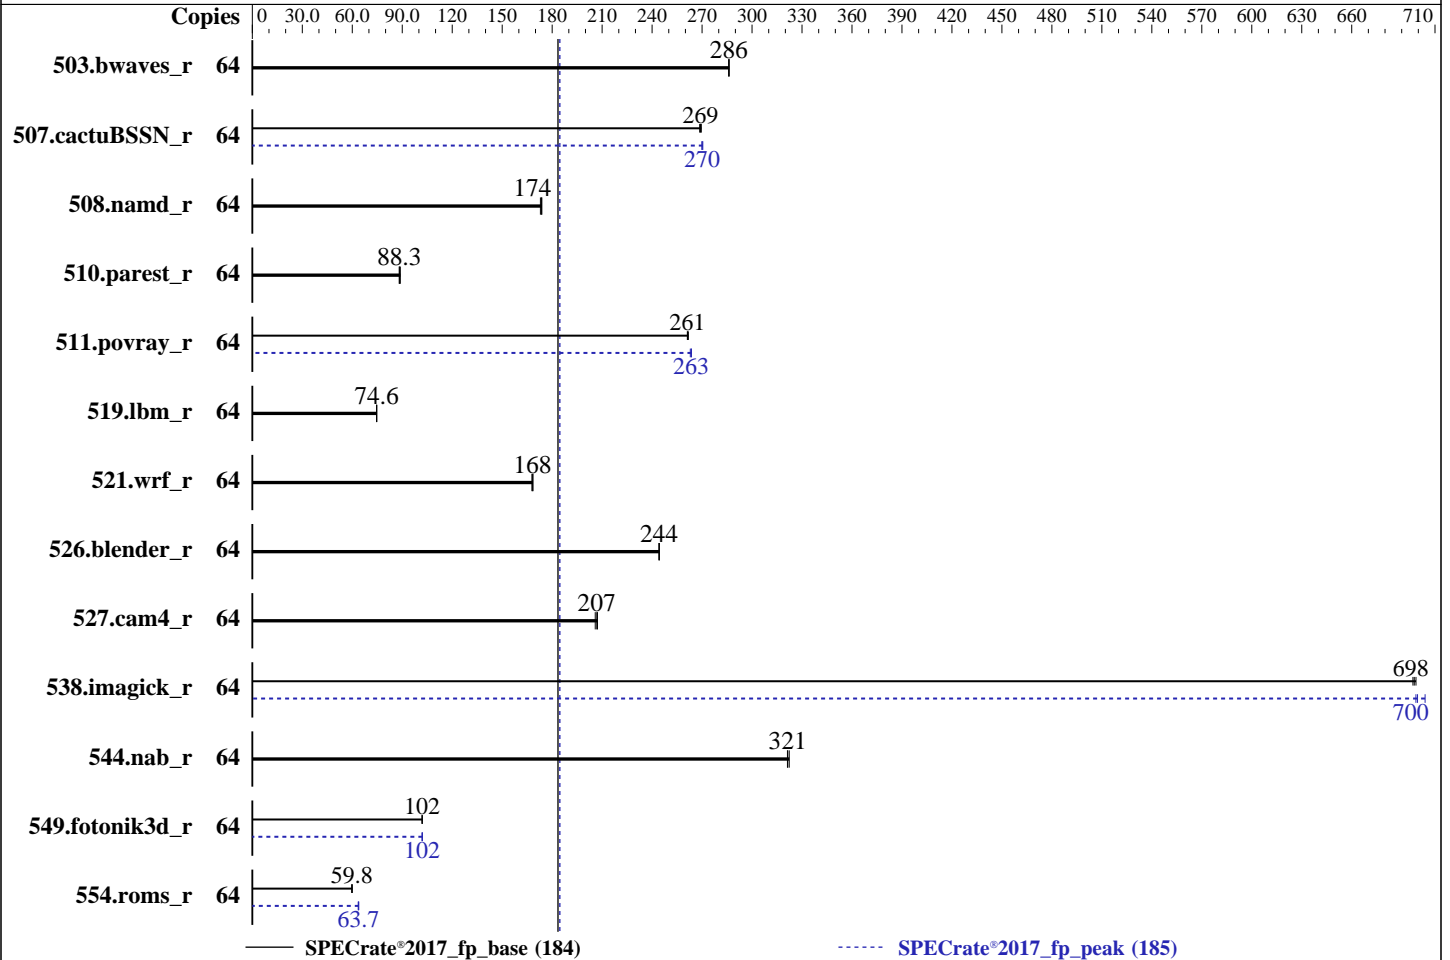 Copies 0 30.0 60.0 90.0 120 150 180 210 240 270 300 330 360 390 420 450 480 510 540 570 600 630 660 710
286
503.bwaves_r 64
269
507.cactuBSSN_r 64
270
174
508.namd_r 64
88.3
510.parest_r 64
261
511.povray_r 64
263
74.6
519.lbm_r 64
168
521.wrf_r 64
244
526.blender_r 64
207
527.cam4_r 64
698
538.imagick_r 64
700
321
544.nab_r 64
102
549.fotonik3d_r 64
102
59.8
554.roms_r 64
63.7
SPECrate®2017_fp_base (184) SPECrate®2017_fp_peak (185)